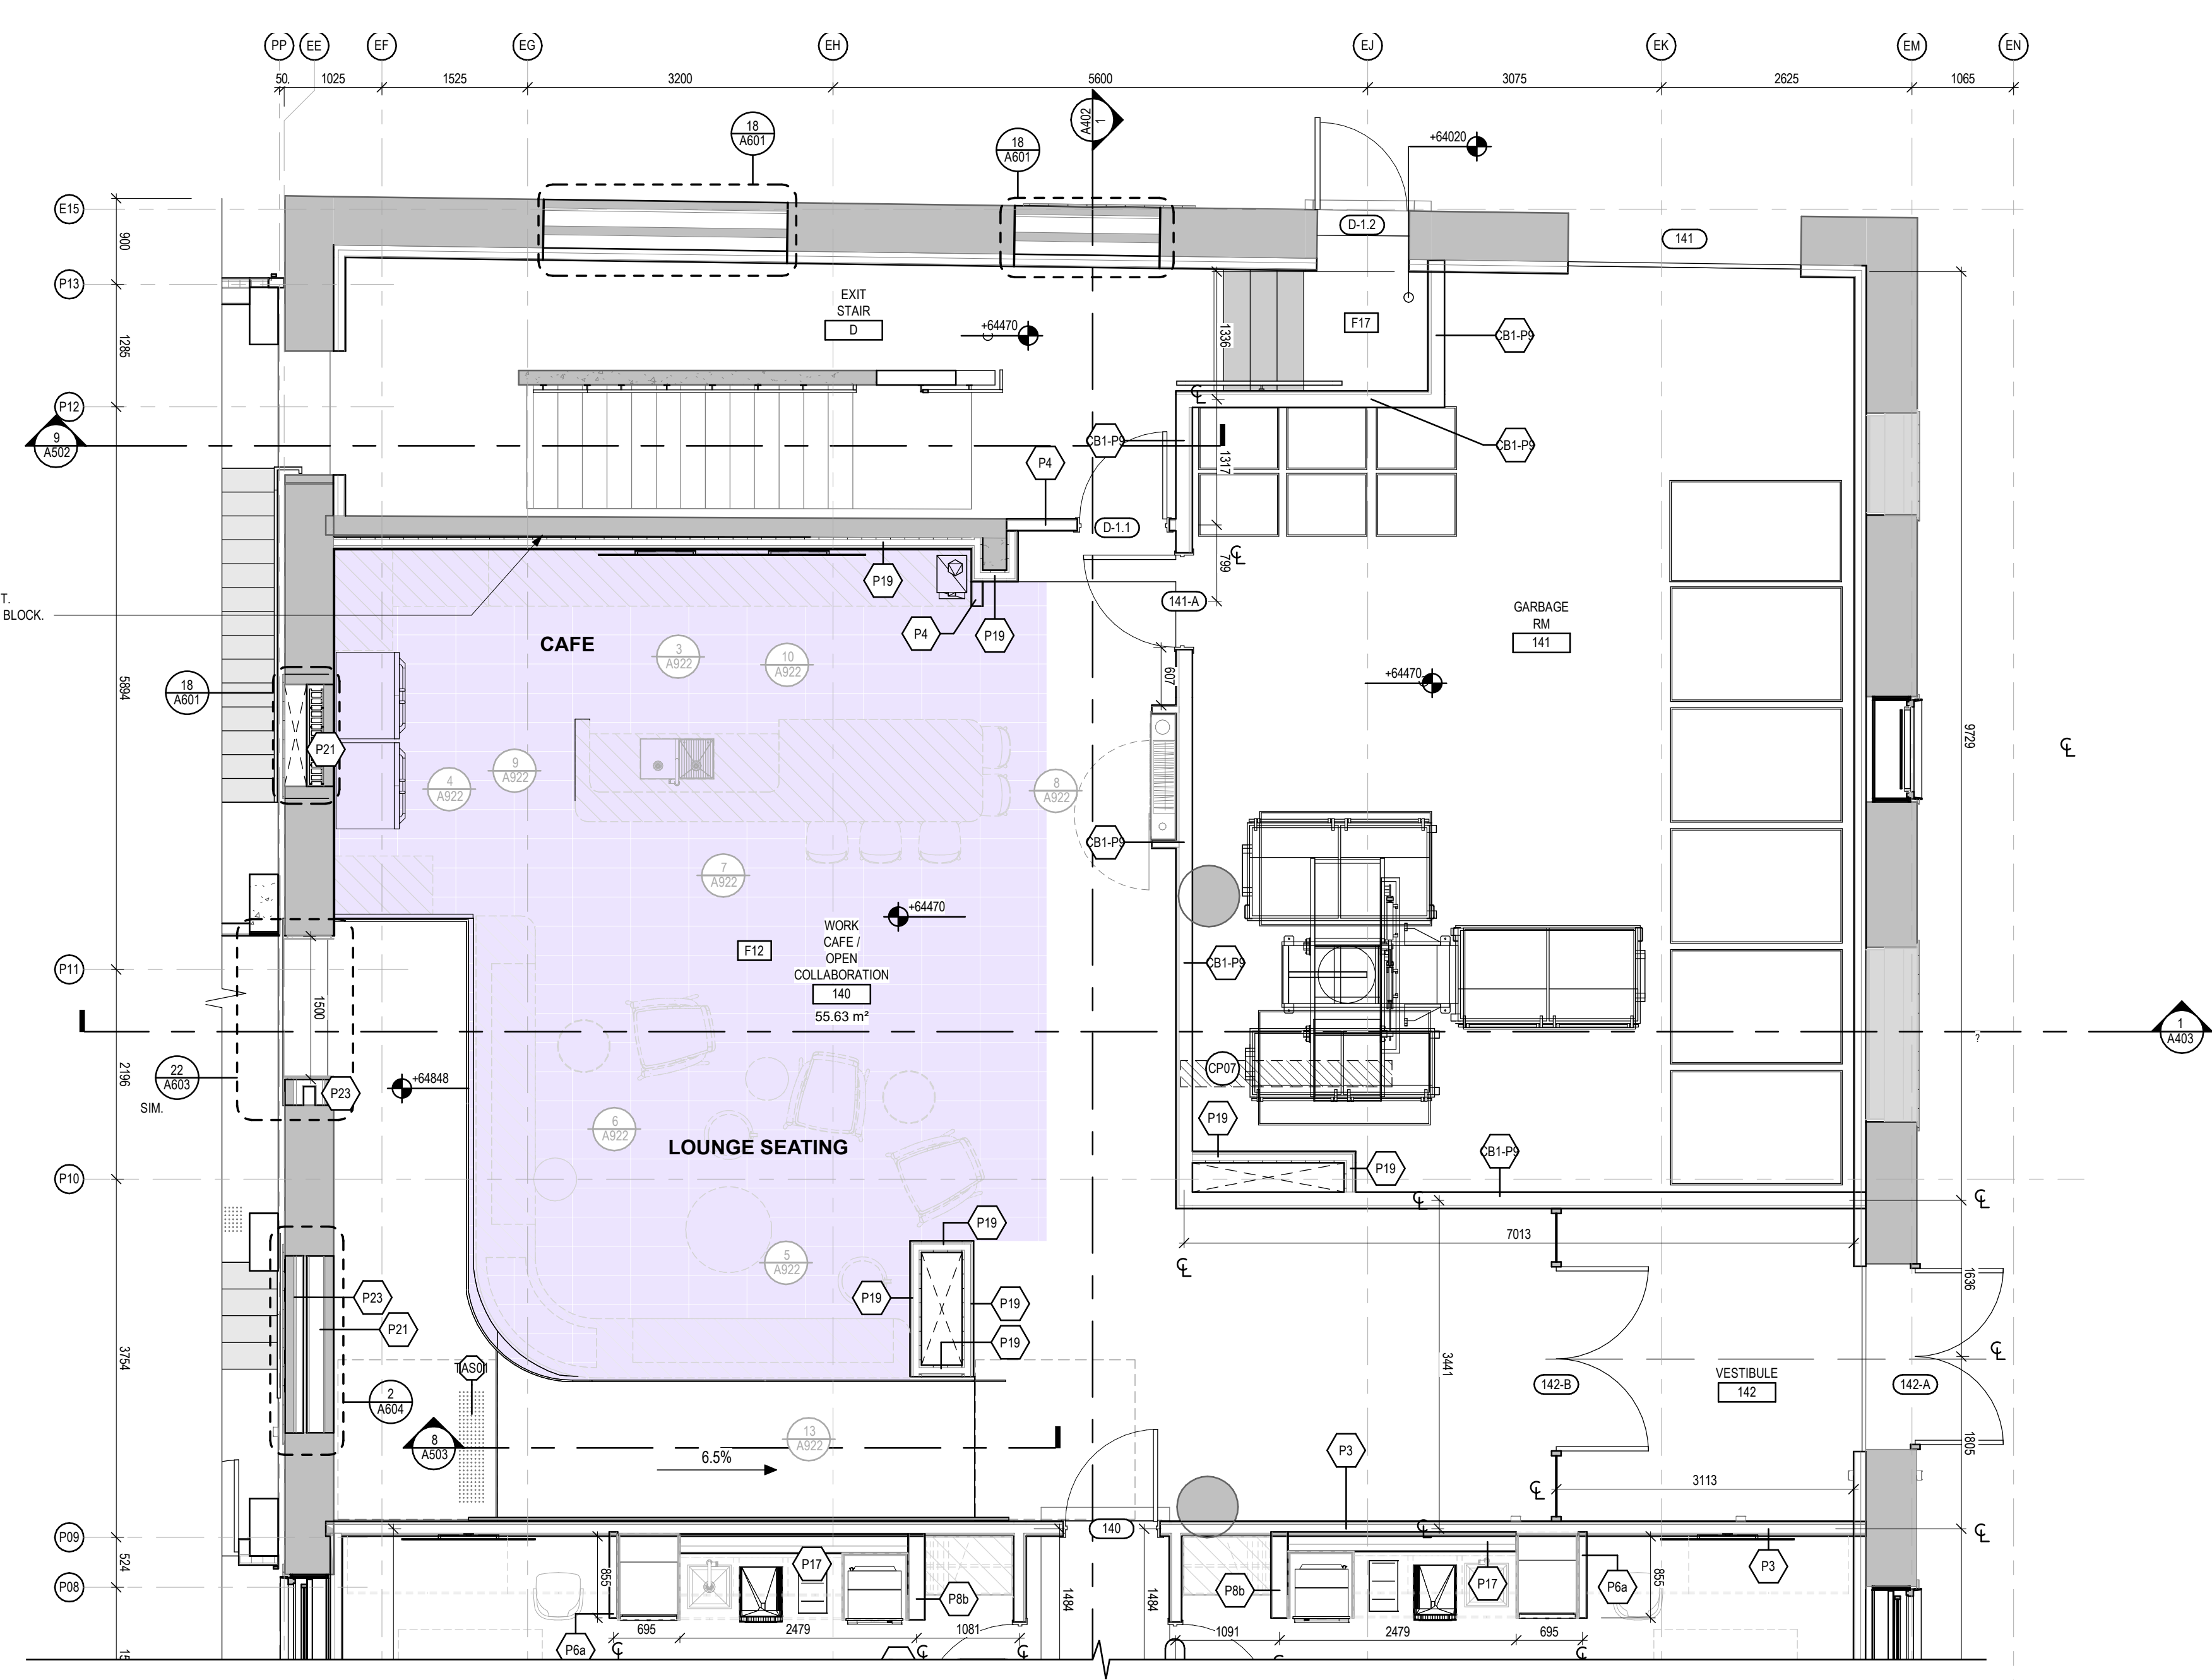 PP EE EF EG EH EJ EK EM EN
50. 1025 1525 3200 5600 3075 2625 1065
18
A601
18
A601
A402
1
+64020
E15
D-1.2
141
900
P13
EXIT
STAIR
D
+64470
1336
F17
CB1-P9
1285
P12
9
A502
P4
CB1-P9
1317
CB1-P9
D-1.1
799
T.
BLOCK.
P19
141-A
P4
P19
GARBAGE
RM
141
CAFE
3
A922
10
A922
607
+64470
5894
18
A601
P21
4
A922
9
A922
8
A922
9729
CB1-P9
7
A922
+64470
WORK
CAFE /
OPEN
COLLABORATION
140
55.63 m²
F12
CB1-P9
P11
1500
1
A403
?
2196
22
A603
SIM.
P23
+64848
CP07
6
A922
LOUNGE SEATING
P19
CB1-P9
P19
P10
P19
7013
5
A922
P23
P19
P19
P21
P19
1636
3754
TAS01
3441
2
A604
142-B
VESTIBULE
142
142-A
8
A503
13
A922
6.5%
P3
1805
3113
P09
140
524
P17
P17
P3
P08
855
P8b
1484
1484
P8b
P6a
855
695 2479 1081
1091 2479 695
P6a
15